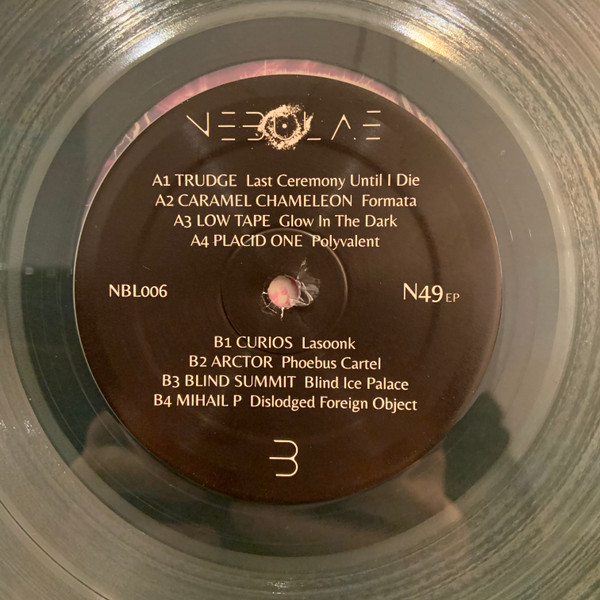 NEBULAE
A1 TRUDGE Last Ceremony Until I Die
A2 CARAMEL CHAMELEON Formata
A3 LOW TAPE Glow In The Dark
A4 PLACID ONE Polyvalent
NBL006 N49 EP
B1 CURIOS Lasoonk
B2 ARCTOR Phoebus Cartel
B3 BLIND SUMMIT Blind Ice Palace
B4 MIHAIL P Dislodged Foreign Object
B